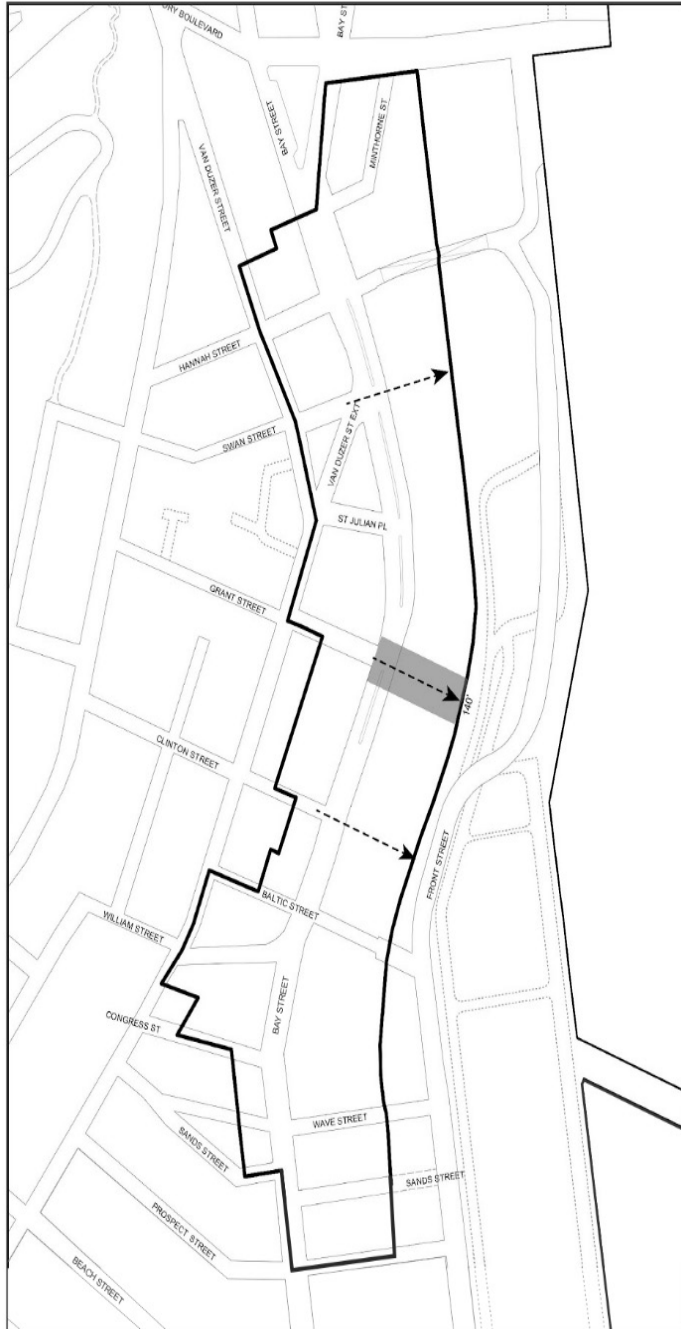 ORY BOULEVARD
BAY ST
BAY STREET
MINTHORNE ST
VAN DUZER STREET
HANNAH STREET
SWAN STREET
VAN DUZER ST EXT
ST JULIAN PL
GRANT STREET
140'
CLINTON STREET
FRONT STREET
BALTIC STREET
WILLIAM STREET
BAY STREET
CONGRESS ST
WAVE STREET
SANDS STREET
SANDS STREET
PROSPECT STREET
BEACH STREET